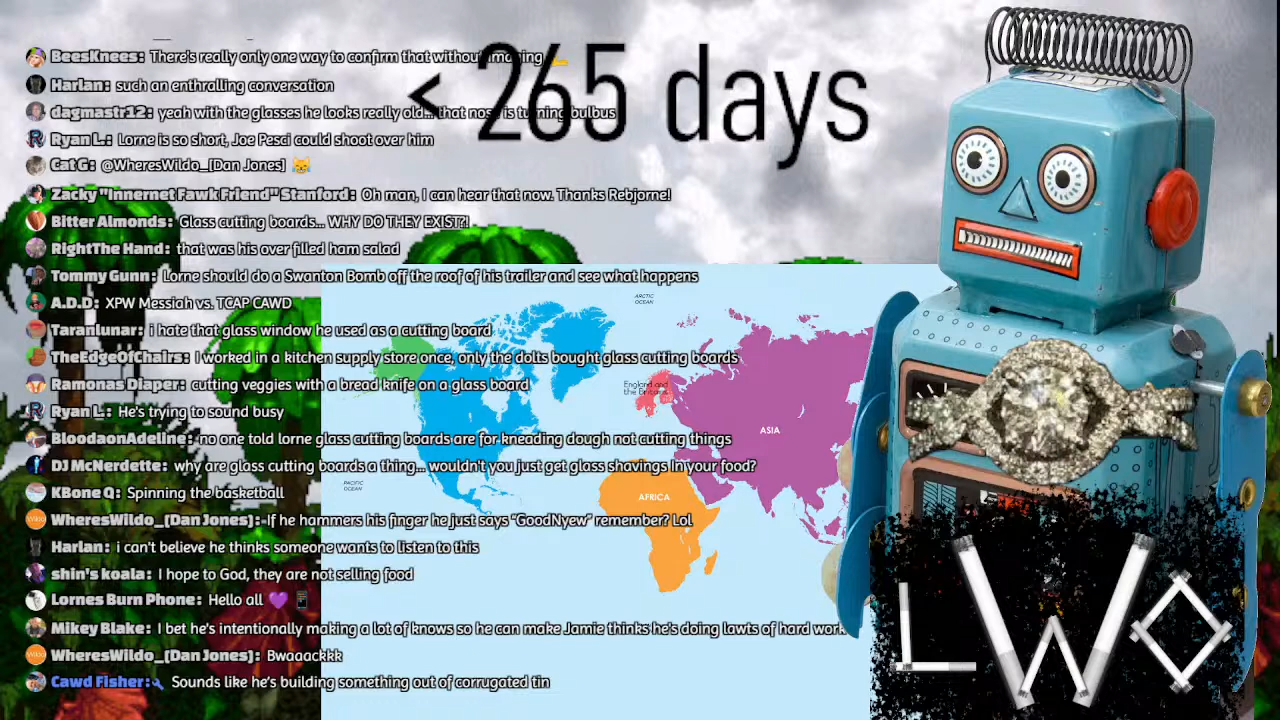 < 265 days
BeesKnees: There's really only one way to confirm that without
Harlan: such an enthralling conversation
dagmastr12: yeah with the glasses he looks really old... that nose is turning bulbus
Ryan L.: Lorne is so short, Joe Pesci could shoot over him
Cat G: @WheresWildo_[Dan Jones] 😹
Zacky "Innernet Fawk Friend" Stanford: Oh man, I can hear that now. Thanks Rebjorne!
Bitter Almonds: Glass cutting boards... WHY DO THEY EXIST?!
RightThe Hand: that was his over filled ham salad
Tommy Gunn: Lorne should do a Swanton Bomb off the roof of his trailer and see what happens
A.D.D: XPW Messiah vs. TCAP CAWD
Taranlunar: i hate that glass window he used as a cutting board
TheEdgeOfChairs: I worked in a kitchen supply store once, only the dolts bought glass cutting boards
Ramonas Diaper: cutting veggies with a bread knife on a glass board
Ryan L.: He's trying to sound busy
BloodaonAdeline: no one told lorne glass cutting boards are for kneading dough not cutting things
DJ McNerdette: why are glass cutting boards a thing... wouldn't you just get glass shavings in your food?
KBone Q: Spinning the basketball
WheresWildo_[Dan Jones]: If he hammers his finger he just says "GoodNyew" remember? Lol
Harlan: i can't believe he thinks someone wants to listen to this
shin's koala: I hope to God, they are not selling food
Lornes Burn Phone: Hello all 💜 📱
Mikey Blake: I bet he's intentionally making a lot of knows so he can make Jamie thinks he's doing lawts of hard work
WheresWildo_[Dan Jones]: Bwaaackkk
Cawd Fisher: Sounds like he's building something out of corrugated tin
ARCTIC
OCEAN
England and
the Britains
ASIA
AFRICA
PACIFIC
OCEAN
LWO